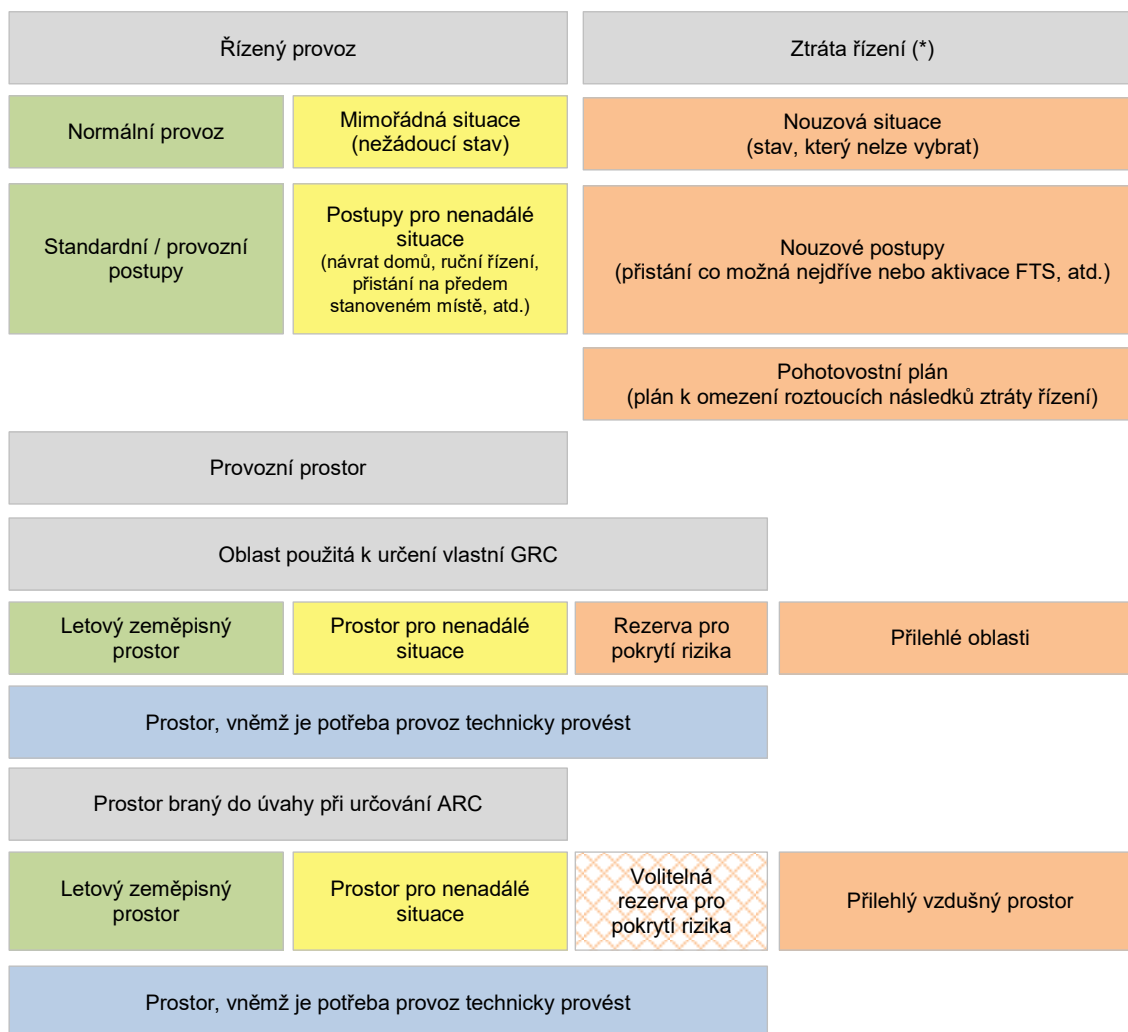 Řízený provoz
Ztráta řízení (*)
Normální provoz
Mimořádná situace
(nežádoucí stav)
Nouzová situace
(stav, který nelze vybrat)
Standardní / provozní
postupy
Postupy pro nenadálé
situace
(návrat domů, ruční řízení,
přistání na předem
stanoveném místě, atd.)
Nouzové postupy
(přistání co možná nejdříve nebo aktivace FTS, atd.)
Pohotovostní plán
(plán k omezení roztoucích následků ztráty řízení)
Provozní prostor
Oblast použitá k určení vlastní GRC
Letový zeměpisný
prostor
Prostor pro nenadálé
situace
Rezerva pro
pokrytí rizika
Přilehlé oblasti
Prostor, vněmž je potřeba provoz technicky provést
Prostor braný do úvahy při určování ARC
Letový zeměpisný
prostor
Prostor pro nenadálé
situace
Volitelná
rezerva pro
pokrytí rizika
Přilehlý vzdušný prostor
Prostor, vněmž je potřeba provoz technicky provést